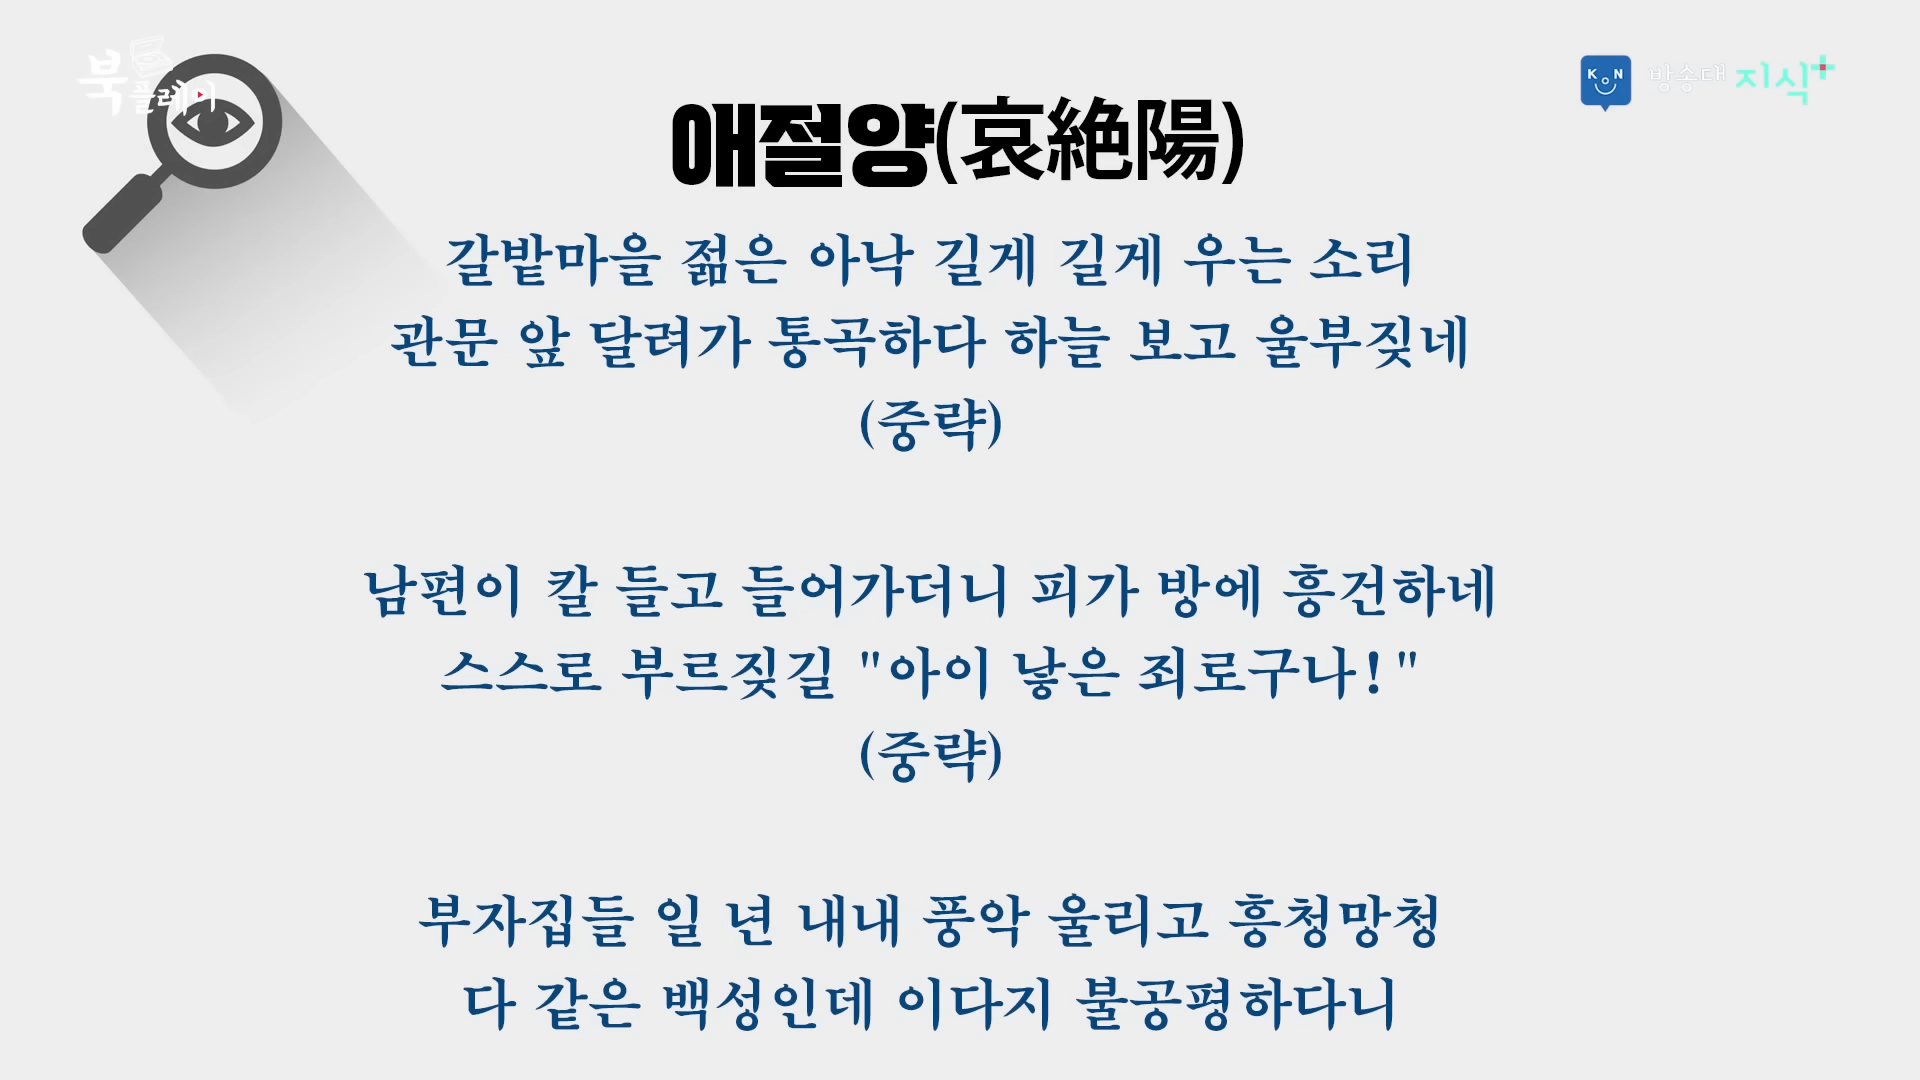 북플레이
KON 방송대 지식+
애절양(哀絶陽)
갈밭마을 젊은 아낙 길게 길게 우는 소리
관문 앞 달려가 통곡하다 하늘 보고 울부짖네
(중략)
남편이 칼 들고 들어가더니 피가 방에 흥건하네
스스로 부르짖길 "아이 낳은 죄로구나!"
(중략)
부자집들 일 년 내내 풍악 울리고 흥청망청
다 같은 백성인데 이다지 불공평하다니